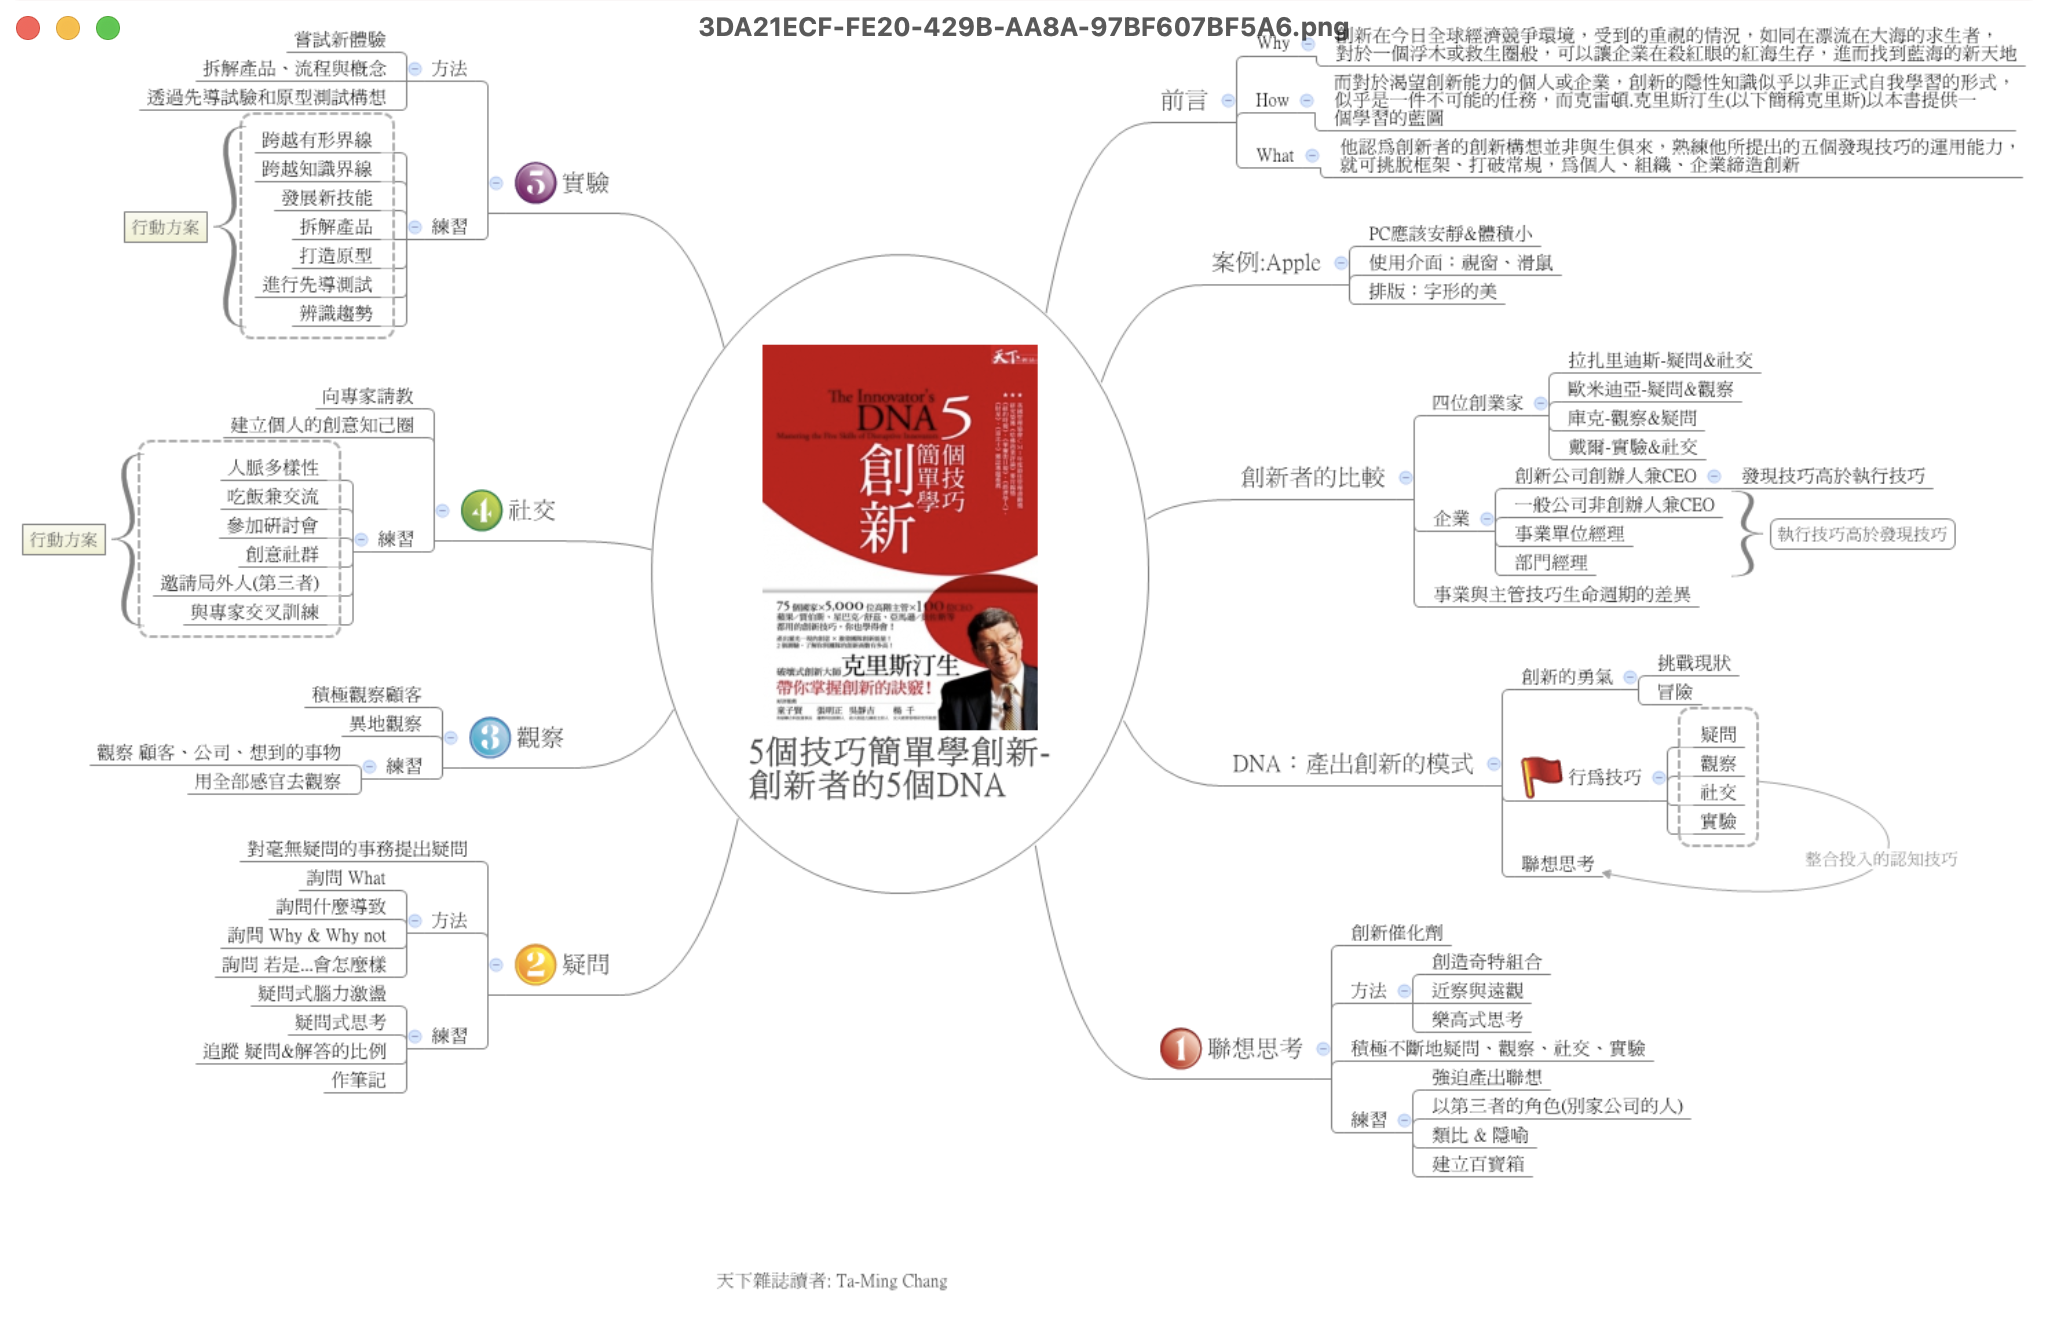 3DA21ECF-FE20-429B-AA8A-97BF607BF5A6.png
前言
Why
創新在今日全球經濟競爭環境，受到的重視的情況，如同在漂流在大海的求生者，
對於一個浮木或救生圈般，可以讓企業在殺紅眼的紅海生存，進而找到藍海的新天地
How
而對於渴望創新能力的個人或企業，創新的隱性知識似乎以非正式自我學習的形式，
似乎是一件不可能的任務，而克雷頓.克里斯汀生(以下簡稱克里斯)以本書提供一
個學習的藍圖
What
他認爲創新者的創新構想並非與生俱來，熟練他所提出的五個發現技巧的運用能力，
就可挑脫框架、打破常規，爲個人、組織、企業締造創新
案例:Apple
PC應該安靜&體積小
使用介面：視窗、滑鼠
排版：字形的美
創新者的比較
四位創業家
拉扎里迪斯-疑問&社交
歐米迪亞-疑問&觀察
庫克-觀察&疑問
戴爾-實驗&社交
企業
創新公司創辦人兼CEO
發現技巧高於執行技巧
一般公司非創辦人兼CEO
事業單位經理
部門經理
執行技巧高於發現技巧
事業與主管技巧生命週期的差異
DNA：產出創新的模式
創新的勇氣
挑戰現狀
冒險
行爲技巧
疑問
觀察
社交
實驗
聯想思考
整合投入的認知技巧
1 聯想思考
創新催化劑
方法
創造奇特組合
近察與遠觀
樂高式思考
積極不斷地疑問、觀察、社交、實驗
練習
強迫產出聯想
以第三者的角色(別家公司的人)
類比 & 隱喻
建立百寶箱
2 疑問
對毫無疑問的事務提出疑問
方法
詢問 What
詢問什麼導致
詢問 Why & Why not
詢問 若是...會怎麼樣
練習
疑問式腦力激盪
疑問式思考
追蹤 疑問&解答的比例
作筆記
3 觀察
積極觀察顧客
異地觀察
練習
觀察 顧客、公司、想到的事物
用全部感官去觀察
4 社交
向專家請教
建立個人的創意知己圈
練習
人脈多樣性
吃飯兼交流
參加研討會
創意社群
邀請局外人(第三者)
與專家交叉訓練
行動方案
5 實驗
方法
嘗試新體驗
拆解產品、流程與概念
透過先導試驗和原型測試構想
練習
跨越有形界線
跨越知識界線
發展新技能
拆解產品
打造原型
進行先導測試
辨識趨勢
行動方案
天下
The Innovator's
DNA
Mastering the Five Skills of Disruptive Innovators
5個技巧
簡單學
創新
75個國家×5,000位高階主管×100
破壞式創新大師 克里斯汀生
帶你掌握創新的訣竅！
童子賢 張明正 吳靜吉 楊千
5個技巧簡單學創新-
創新者的5個DNA
天下雜誌讀者: Ta-Ming Chang